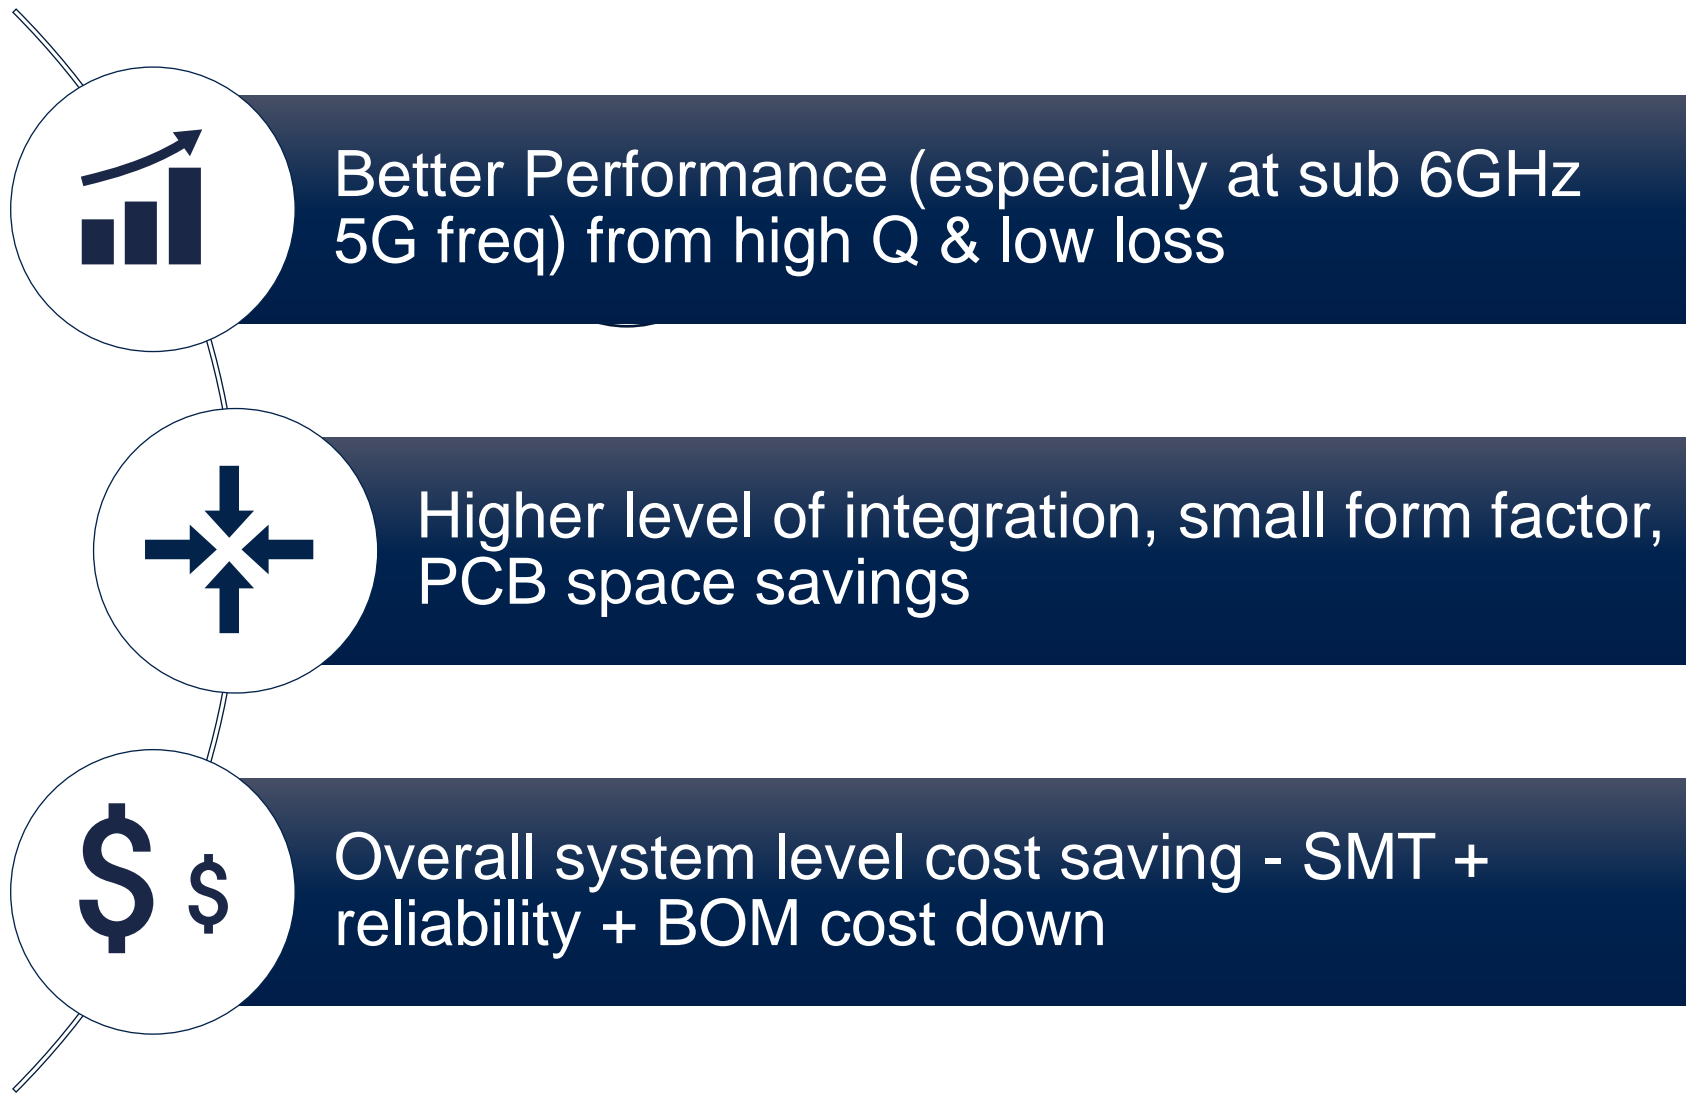 Better Performance (especially at sub 6GHz
5G freq) from high Q & low loss
Higher level of integration, small form factor,
PCB space savings
$ $
Overall system level cost saving - SMT +
reliability + BOM cost down